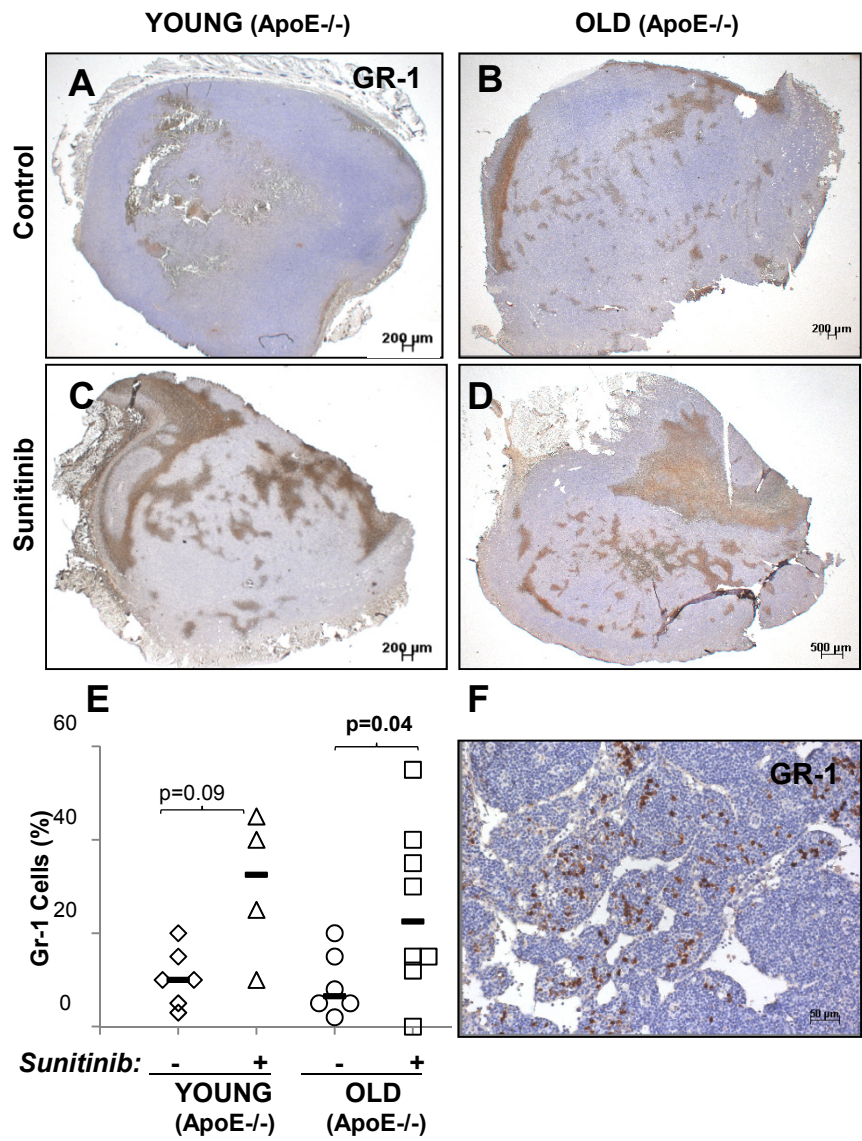 YOUNG (ApoE-/-)
OLD (ApoE-/-)
Control
A
GR-1
200 µm
B
200 µm
Sunitinib
C
200 µm
D
500 µm
E
Gr-1 Cells (%)
60
40
20
0
p=0.09
p=0.04
Sunitinib: - + - +
YOUNG OLD
(ApoE-/-) (ApoE-/-)
F
GR-1
50 µm